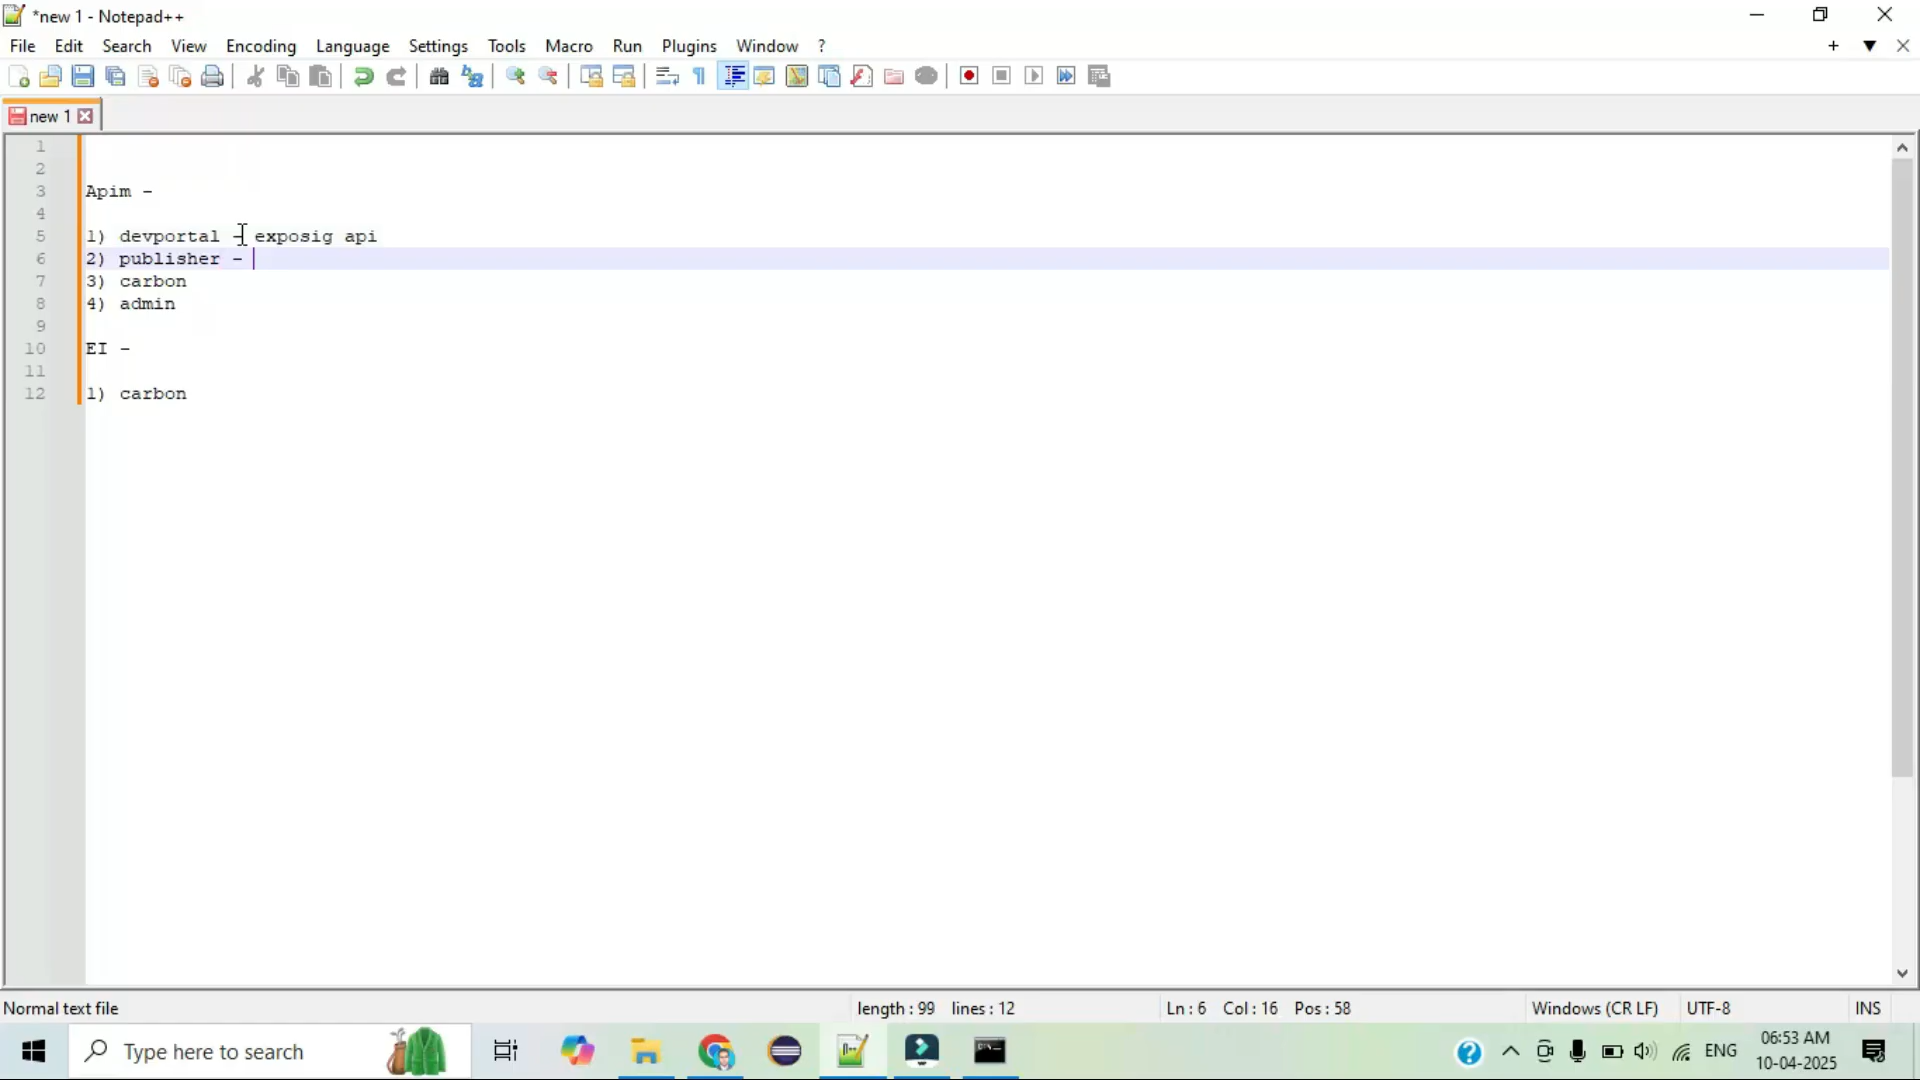 *new 1 - Notepad++
File Edit Search View Encoding Language Settings Tools Macro Run Plugins Window ?
new 1
1
2
3 Apim -
4
5 1) devportal - exposig api
6 2) publisher -
7 3) carbon
8 4) admin
9
10 EI -
11
12 1) carbon
Normal text file length : 99 lines : 12 Ln : 6 Col : 16 Pos : 58 Windows (CR LF) UTF-8 INS
Type here to search ENG 06:53 AM
10-04-2025